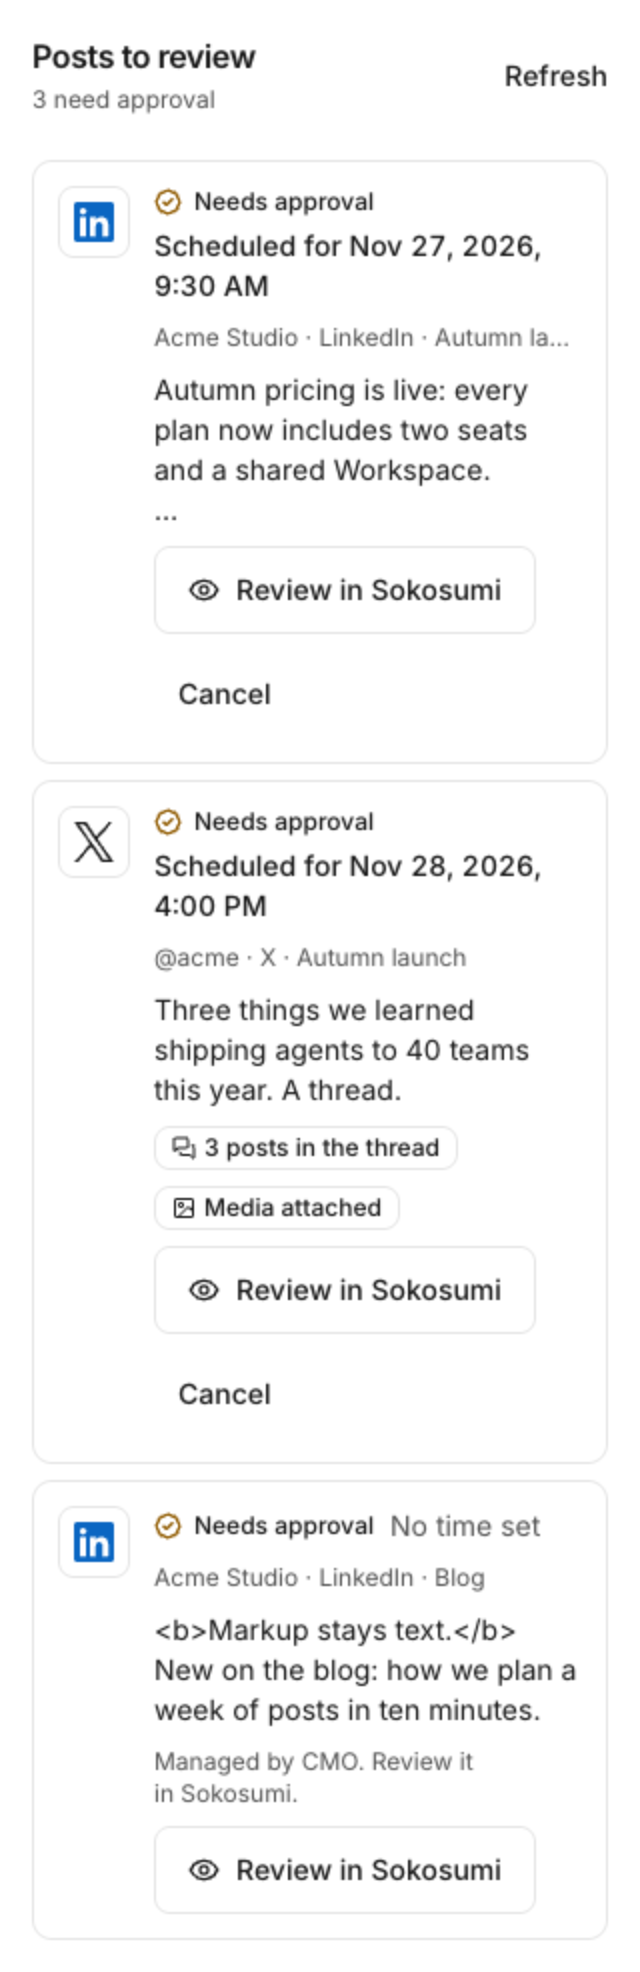 Posts to review
3 need approval
Refresh
in
Needs approval
Scheduled for Nov 27, 2026,
9:30 AM
Acme Studio · LinkedIn · Autumn la...
Autumn pricing is live: every
plan now includes two seats
and a shared Workspace.
...
Review in Sokosumi
Cancel
X
Needs approval
Scheduled for Nov 28, 2026,
4:00 PM
@acme · X · Autumn launch
Three things we learned
shipping agents to 40 teams
this year. A thread.
3 posts in the thread
Media attached
Review in Sokosumi
Cancel
in
Needs approval No time set
Acme Studio · LinkedIn · Blog
<b>Markup stays text.</b>
New on the blog: how we plan a
week of posts in ten minutes.
Managed by CMO. Review it
in Sokosumi.
Review in Sokosumi